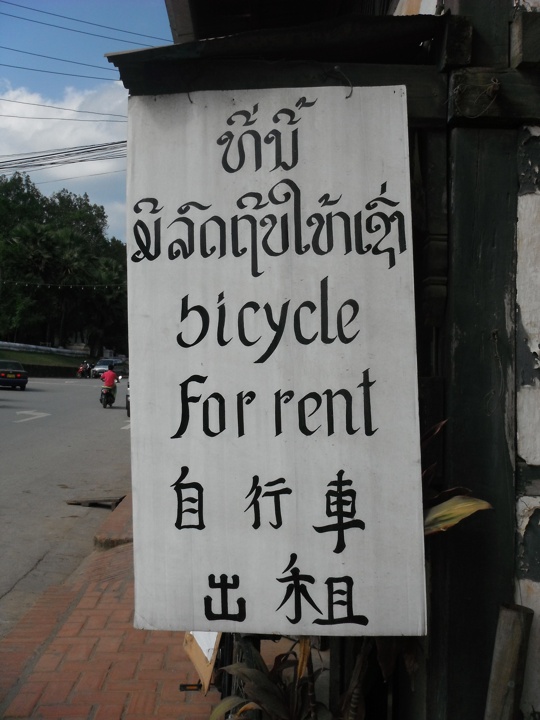 ທີ່ນີ້
ມີລົດຖີບໃຫ້ເຊົ່າ
bicycle
For rent
自行車
出租